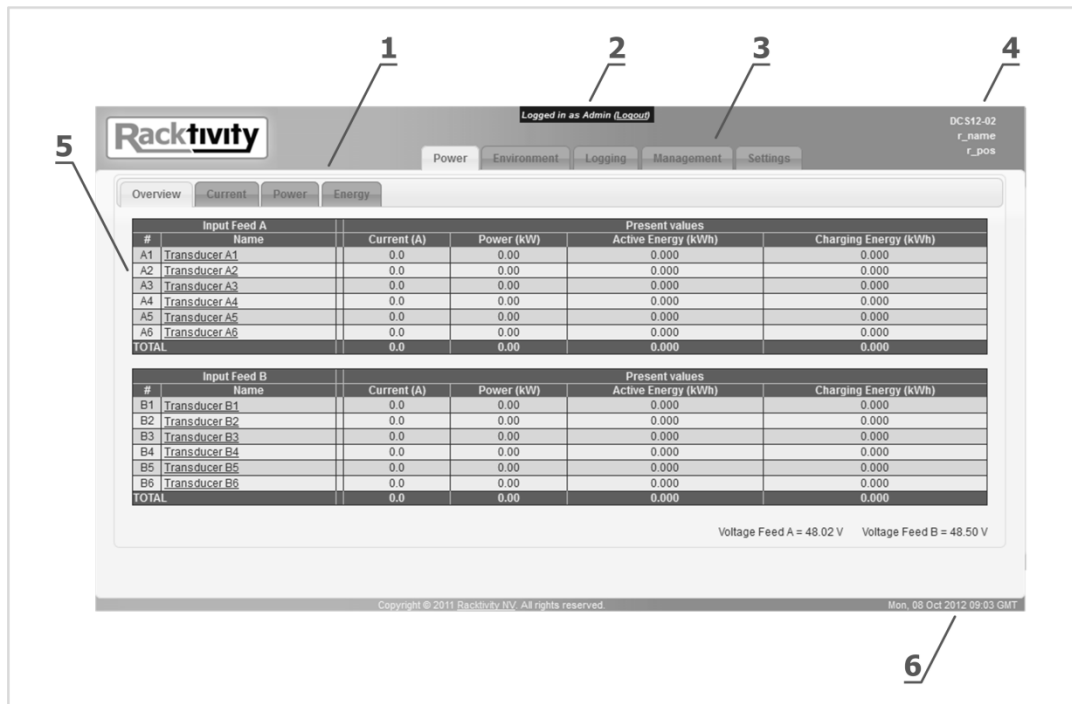 1
2
3
4
5
Racktivity
Logged in as Admin (Logout)
DCS12-02
r_name
r_pos
Power Environment Logging Management Settings
Overview Current Power Energy
Input Feed A Present values
# Name Current (A) Power (kW) Active Energy (kWh) Charging Energy (kWh)
A1 Transducer A1 0.0 0.00 0.000 0.000
A2 Transducer A2 0.0 0.00 0.000 0.000
A3 Transducer A3 0.0 0.00 0.000 0.000
A4 Transducer A4 0.0 0.00 0.000 0.000
A5 Transducer A5 0.0 0.00 0.000 0.000
A6 Transducer A6 0.0 0.00 0.000 0.000
TOTAL 0.0 0.00 0.000 0.000
Input Feed B Present values
# Name Current (A) Power (kW) Active Energy (kWh) Charging Energy (kWh)
B1 Transducer B1 0.0 0.00 0.000 0.000
B2 Transducer B2 0.0 0.00 0.000 0.000
B3 Transducer B3 0.0 0.00 0.000 0.000
B4 Transducer B4 0.0 0.00 0.000 0.000
B5 Transducer B5 0.0 0.00 0.000 0.000
B6 Transducer B6 0.0 0.00 0.000 0.000
TOTAL 0.0 0.00 0.000 0.000
Voltage Feed A = 48.02 V Voltage Feed B = 48.50 V
Copyright © 2011 Racktivity NV. All rights reserved. Mon, 08 Oct 2012 09:03 GMT
6